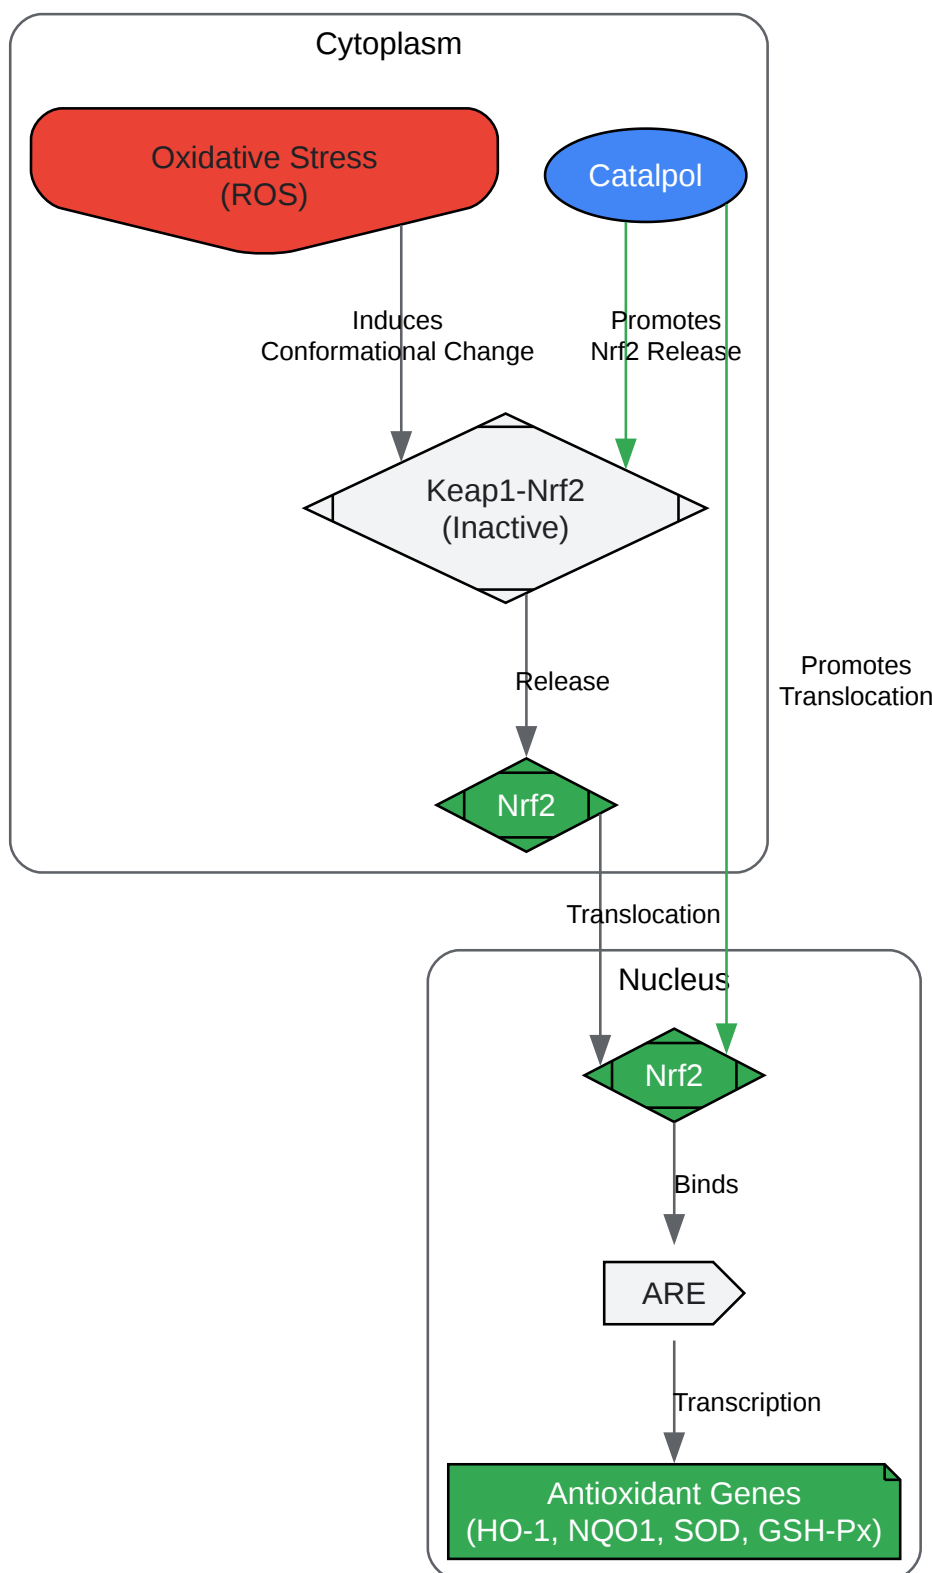 Cytoplasm
Oxidative Stress
(ROS)
Catalpol
Induces
Conformational Change
Promotes
Nrf2 Release
Keap1-Nrf2
(Inactive)
Release
Promotes
Translocation
Nrf2
Translocation
Nucleus
Nrf2
Binds
ARE
Transcription
Antioxidant Genes
(HO-1, NQO1, SOD, GSH-Px)